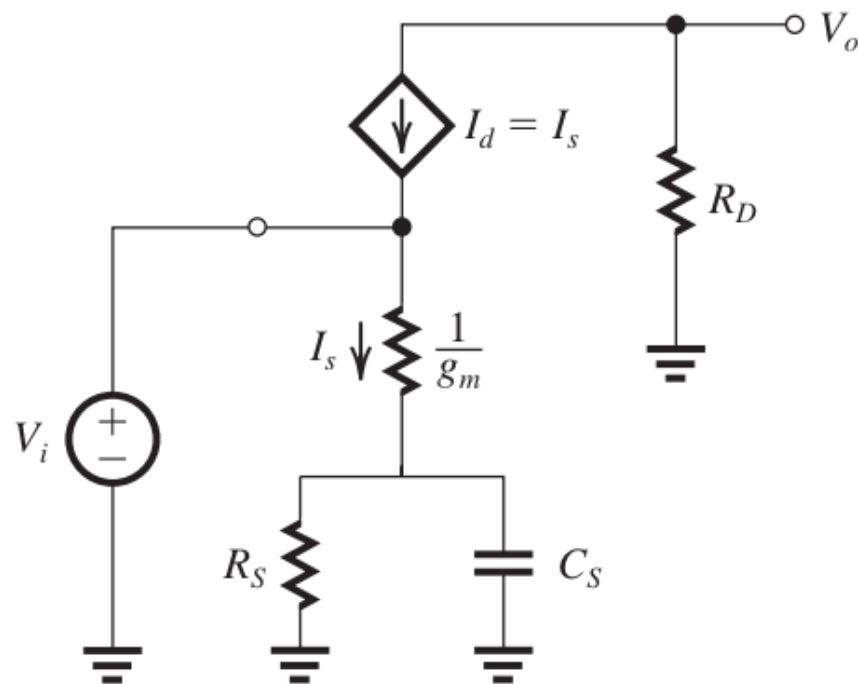 V_o
I_d = I_s
R_D
I_s
1/g_m
V_i
+
−
R_S
C_S